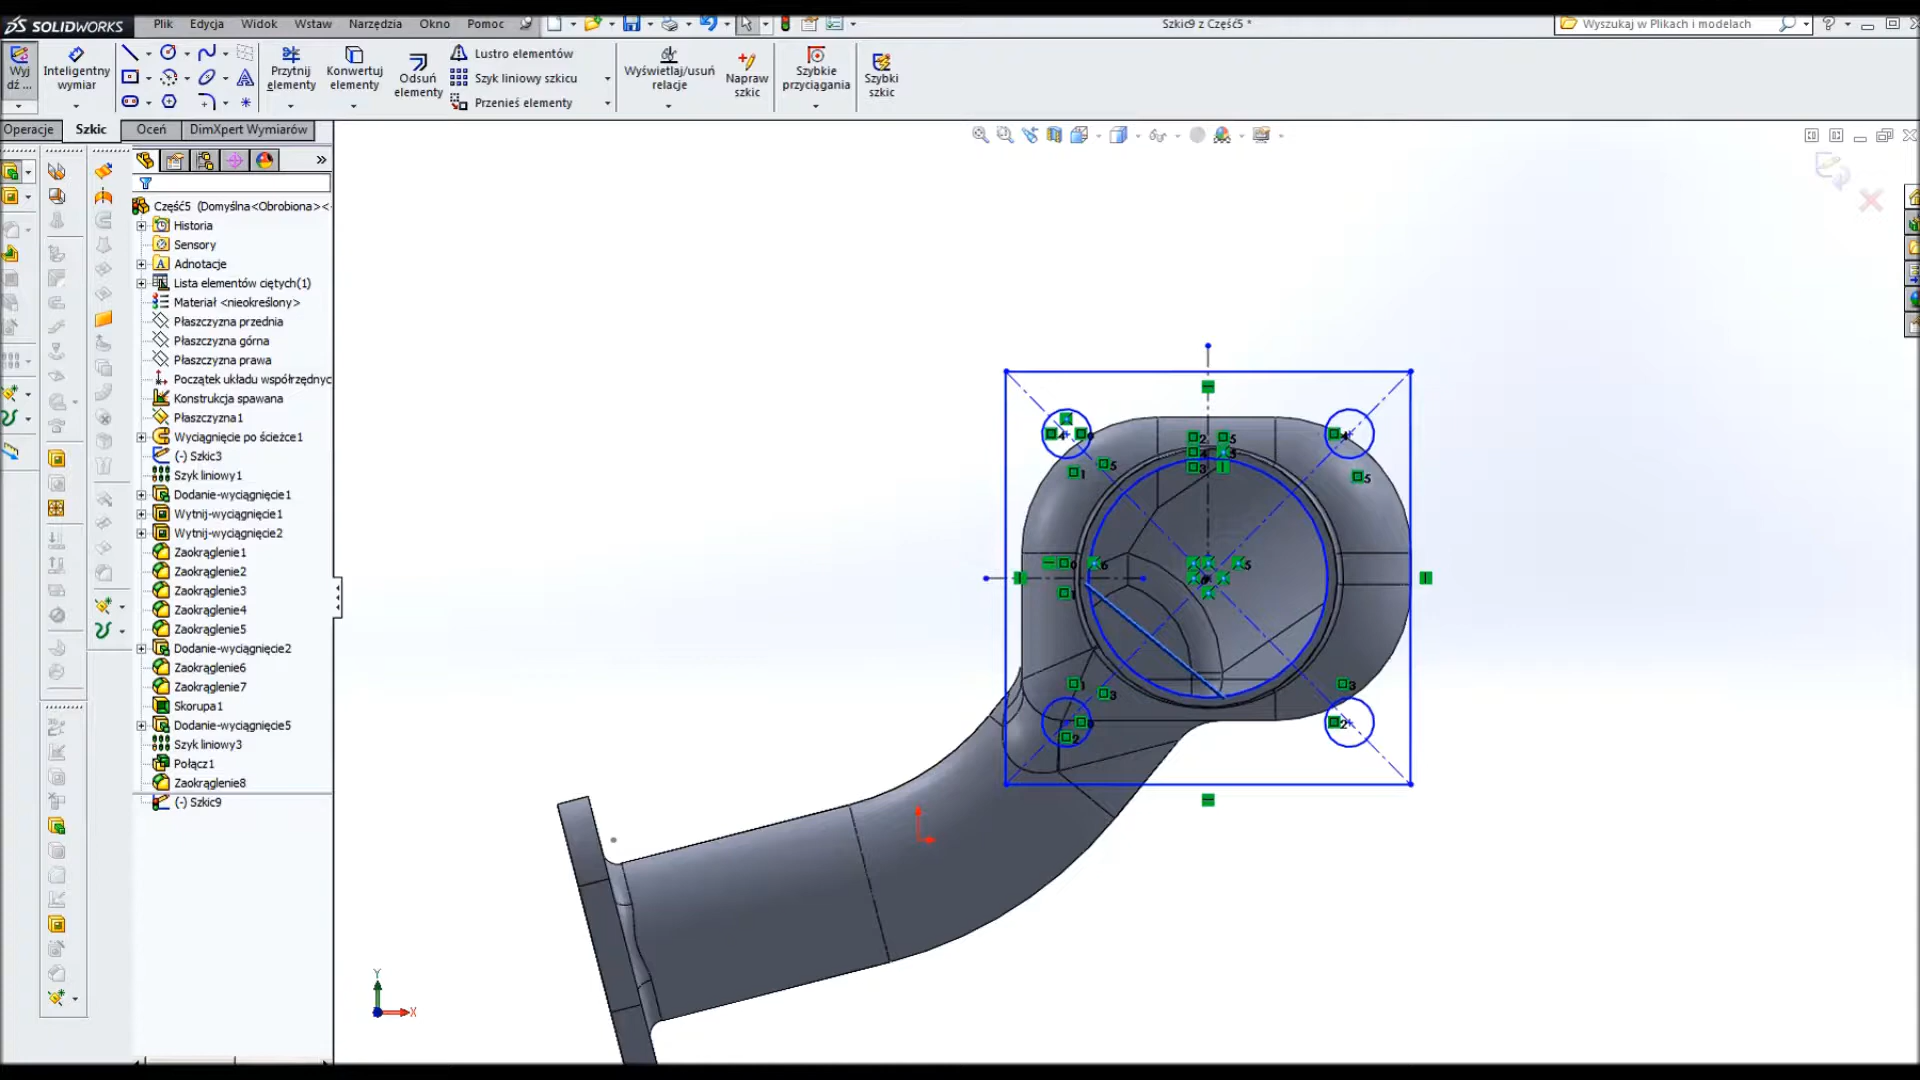 SOLIDWORKS
Plik Edycja Widok Wstaw Narzędzia Okno Pomoc
Szkic9 z Część5 *
Wyszukaj w Plikach i modelach
Wyj
dź ...
Inteligentny
wymiar
Przytnij
elementy
Konwertuj
elementy
Odsuń
elementy
Lustro elementów
Szyk liniowy szkicu
Przenieś elementy
Wyświetlaj/usuń
relacje
Napraw
szkic
Szybkie
przyciągania
Szybki
szkic
Operacje Szkic Oceń DimXpert Wymiarów
Część5 (Domyślna<Obrobiona><
Historia
Sensory
Adnotacje
Lista elementów ciętych(1)
Materiał <nieokreślony>
Płaszczyzna przednia
Płaszczyzna górna
Płaszczyzna prawa
Początek układu współrzędnyc
Konstrukcja spawana
Płaszczyzna1
Wyciągnięcie po ścieżce1
(-) Szkic3
Szyk liniowy1
Dodanie-wyciągnięcie1
Wytnij-wyciągnięcie1
Wytnij-wyciągnięcie2
Zaokrąglenie1
Zaokrąglenie2
Zaokrąglenie3
Zaokrąglenie4
Zaokrąglenie5
Dodanie-wyciągnięcie2
Zaokrąglenie6
Zaokrąglenie7
Skorupa1
Dodanie-wyciągnięcie5
Szyk liniowy3
Połącz1
Zaokrąglenie8
(-) Szkic9
Y
X